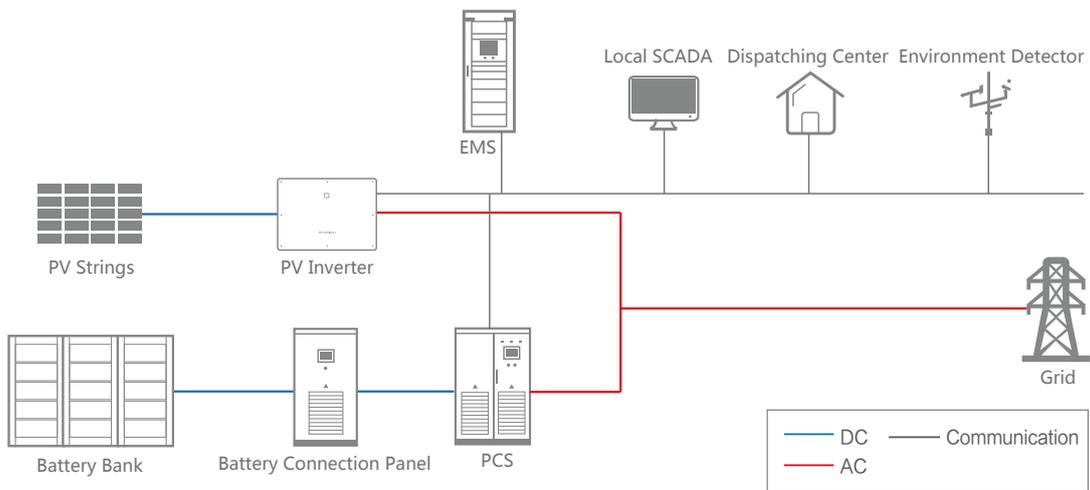 Local SCADA
Dispatching Center
Environment Detector
EMS
PV Strings
PV Inverter
Grid
Battery Bank
Battery Connection Panel
PCS
DC
Communication
AC